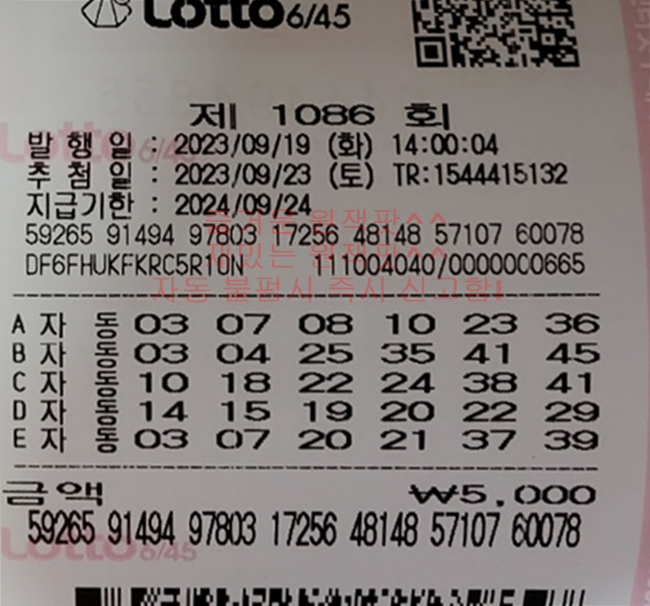 Lotto 6/45
제 1086 회
발 행 일 : 2023/09/19 (화) 14:00:04
추 첨 일 : 2023/09/23 (토) TR:1544415132
지급기한 : 2024/09/24
59265 91494 97803 17256 48148 57107 60078
DF6FHUKFKRC5R10N 111004040/0000000665
자동 불펌시 즉시 신고함!
A 자 동 03 07 08 10 23 36
B 자 동 03 04 25 35 41 45
C 자 동 10 18 22 24 38 41
D 자 동 14 15 19 20 22 29
E 자 동 03 07 20 21 37 39
금액 ₩5,000
59265 91494 97803 17256 48148 57107 60078
Lotto 6/45